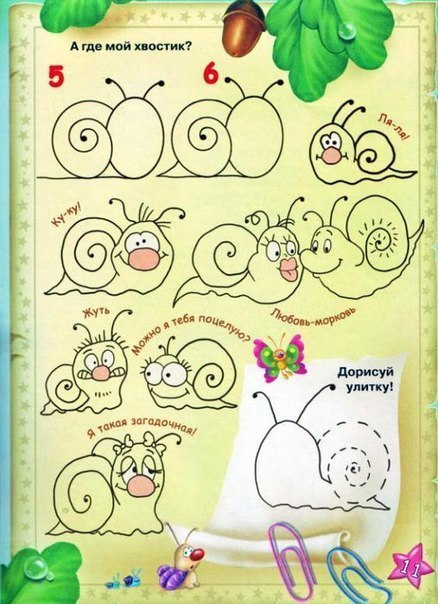 А где мой хвостик?
5
6
Ля-ля!
Ку-ку!
Любовь-морковь
Жуть
Можно я тебя поцелую?
Дорисуй
улитку!
Я такая загадочная!
11